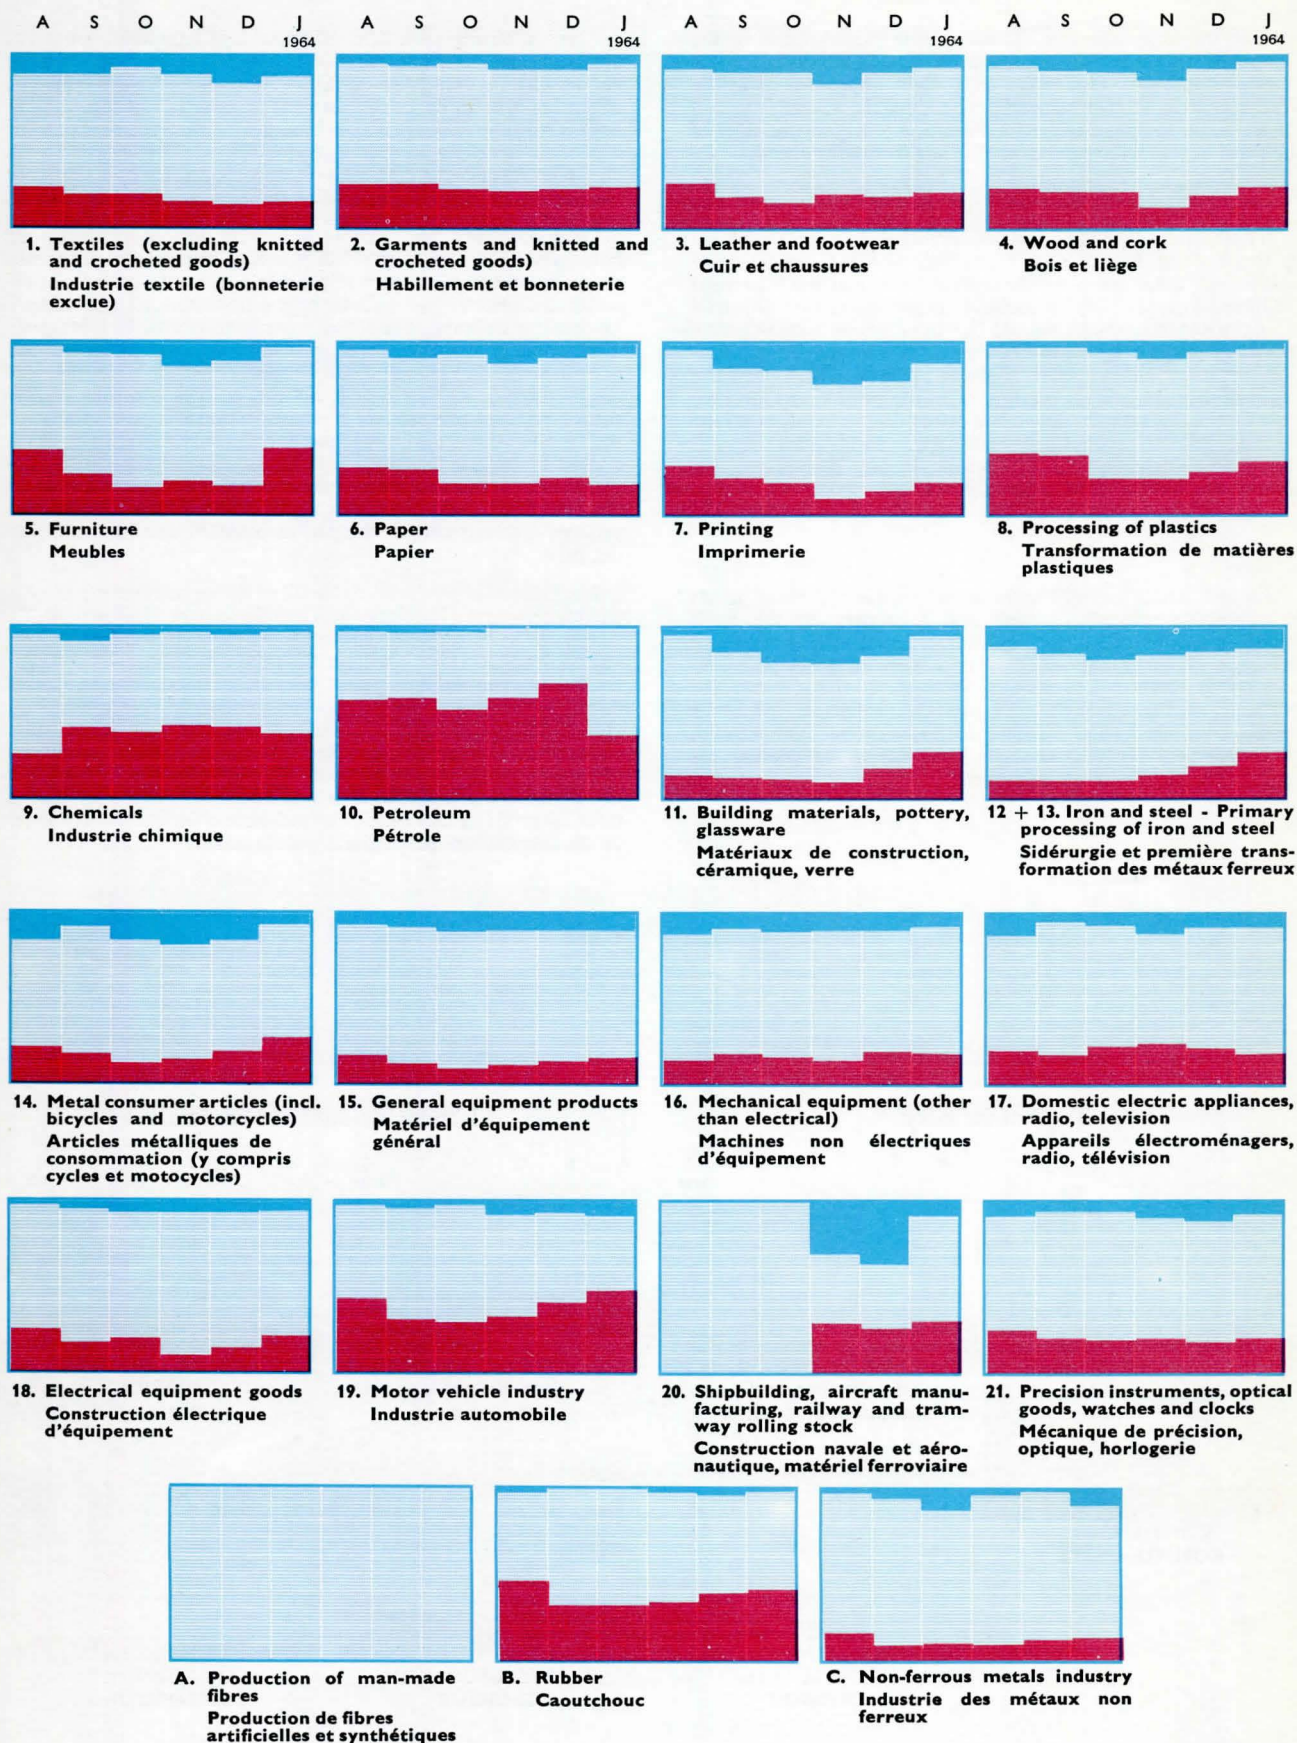 A S O N D J A S O N D J A S O N D J A S O N D J
1964 1964 1964 1964
1. Textiles (excluding knitted
and crocheted goods)
Industrie textile (bonneterie
exclue)
2. Garments and knitted and
crocheted goods)
Habillement et bonneterie
3. Leather and footwear
Cuir et chaussures
4. Wood and cork
Bois et liège
5. Furniture
Meubles
6. Paper
Papier
7. Printing
Imprimerie
8. Processing of plastics
Transformation de matières
plastiques
9. Chemicals
Industrie chimique
10. Petroleum
Pétrole
11. Building materials, pottery,
glassware
Matériaux de construction,
céramique, verre
12 + 13. Iron and steel - Primary
processing of iron and steel
Sidérurgie et première trans-
formation des métaux ferreux
14. Metal consumer articles (incl.
bicycles and motorcycles)
Articles métalliques de
consommation (y compris
cycles et motocycles)
15. General equipment products
Matériel d'équipement
général
16. Mechanical equipment (other
than electrical)
Machines non électriques
d'équipement
17. Domestic electric appliances,
radio, television
Appareils électroménagers,
radio, télévision
18. Electrical equipment goods
Construction électrique
d'équipement
19. Motor vehicle industry
Industrie automobile
20. Shipbuilding, aircraft manu-
facturing, railway and tram-
way rolling stock
Construction navale et aéro-
nautique, matériel ferroviaire
21. Precision instruments, optical
goods, watches and clocks
Mécanique de précision,
optique, horlogerie
A. Production of man-made
fibres
Production de fibres
artificielles et synthétiques
B. Rubber
Caoutchouc
C. Non-ferrous metals industry
Industrie des métaux non
ferreux